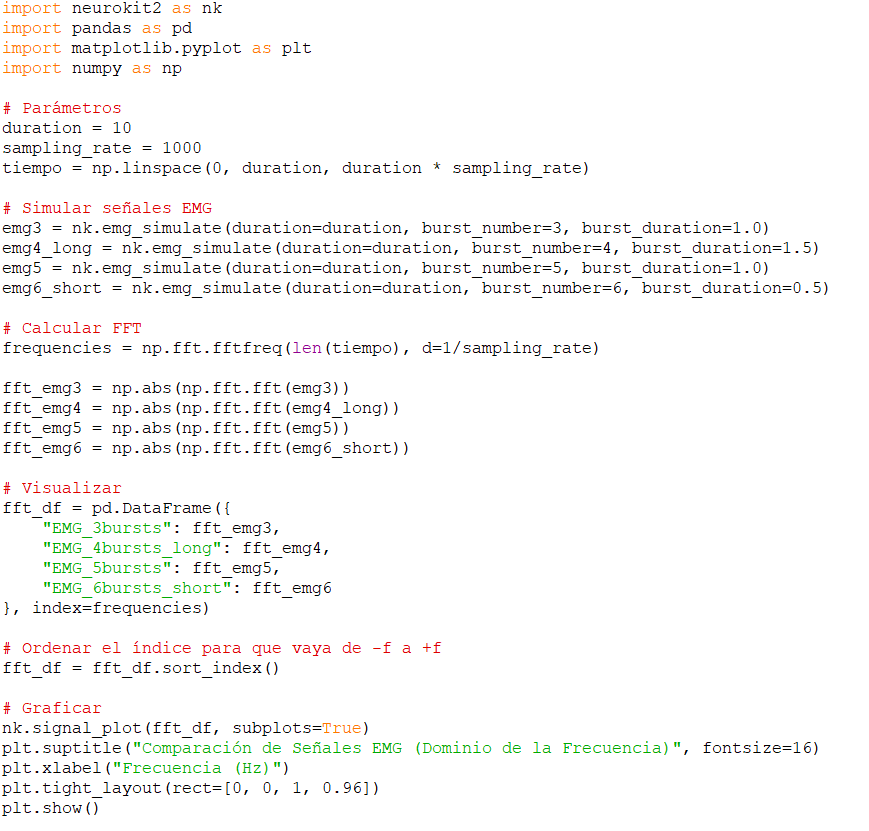 import neurokit2 as nk
import pandas as pd
import matplotlib.pyplot as plt
import numpy as np

# Parámetros
duration = 10
sampling_rate = 1000
tiempo = np.linspace(0, duration, duration * sampling_rate)

# Simular señales EMG
emg3 = nk.emg_simulate(duration=duration, burst_number=3, burst_duration=1.0)
emg4_long = nk.emg_simulate(duration=duration, burst_number=4, burst_duration=1.5)
emg5 = nk.emg_simulate(duration=duration, burst_number=5, burst_duration=1.0)
emg6_short = nk.emg_simulate(duration=duration, burst_number=6, burst_duration=0.5)

# Calcular FFT
frequencies = np.fft.fftfreq(len(tiempo), d=1/sampling_rate)

fft_emg3 = np.abs(np.fft.fft(emg3))
fft_emg4 = np.abs(np.fft.fft(emg4_long))
fft_emg5 = np.abs(np.fft.fft(emg5))
fft_emg6 = np.abs(np.fft.fft(emg6_short))

# Visualizar
fft_df = pd.DataFrame({
    "EMG_3bursts": fft_emg3,
    "EMG_4bursts_long": fft_emg4,
    "EMG_5bursts": fft_emg5,
    "EMG_6bursts_short": fft_emg6
}, index=frequencies)

# Ordenar el índice para que vaya de -f a +f
fft_df = fft_df.sort_index()

# Graficar
nk.signal_plot(fft_df, subplots=True)
plt.suptitle("Comparación de Señales EMG (Dominio de la Frecuencia)", fontsize=16)
plt.xlabel("Frecuencia (Hz)")
plt.tight_layout(rect=[0, 0, 1, 0.96])
plt.show()